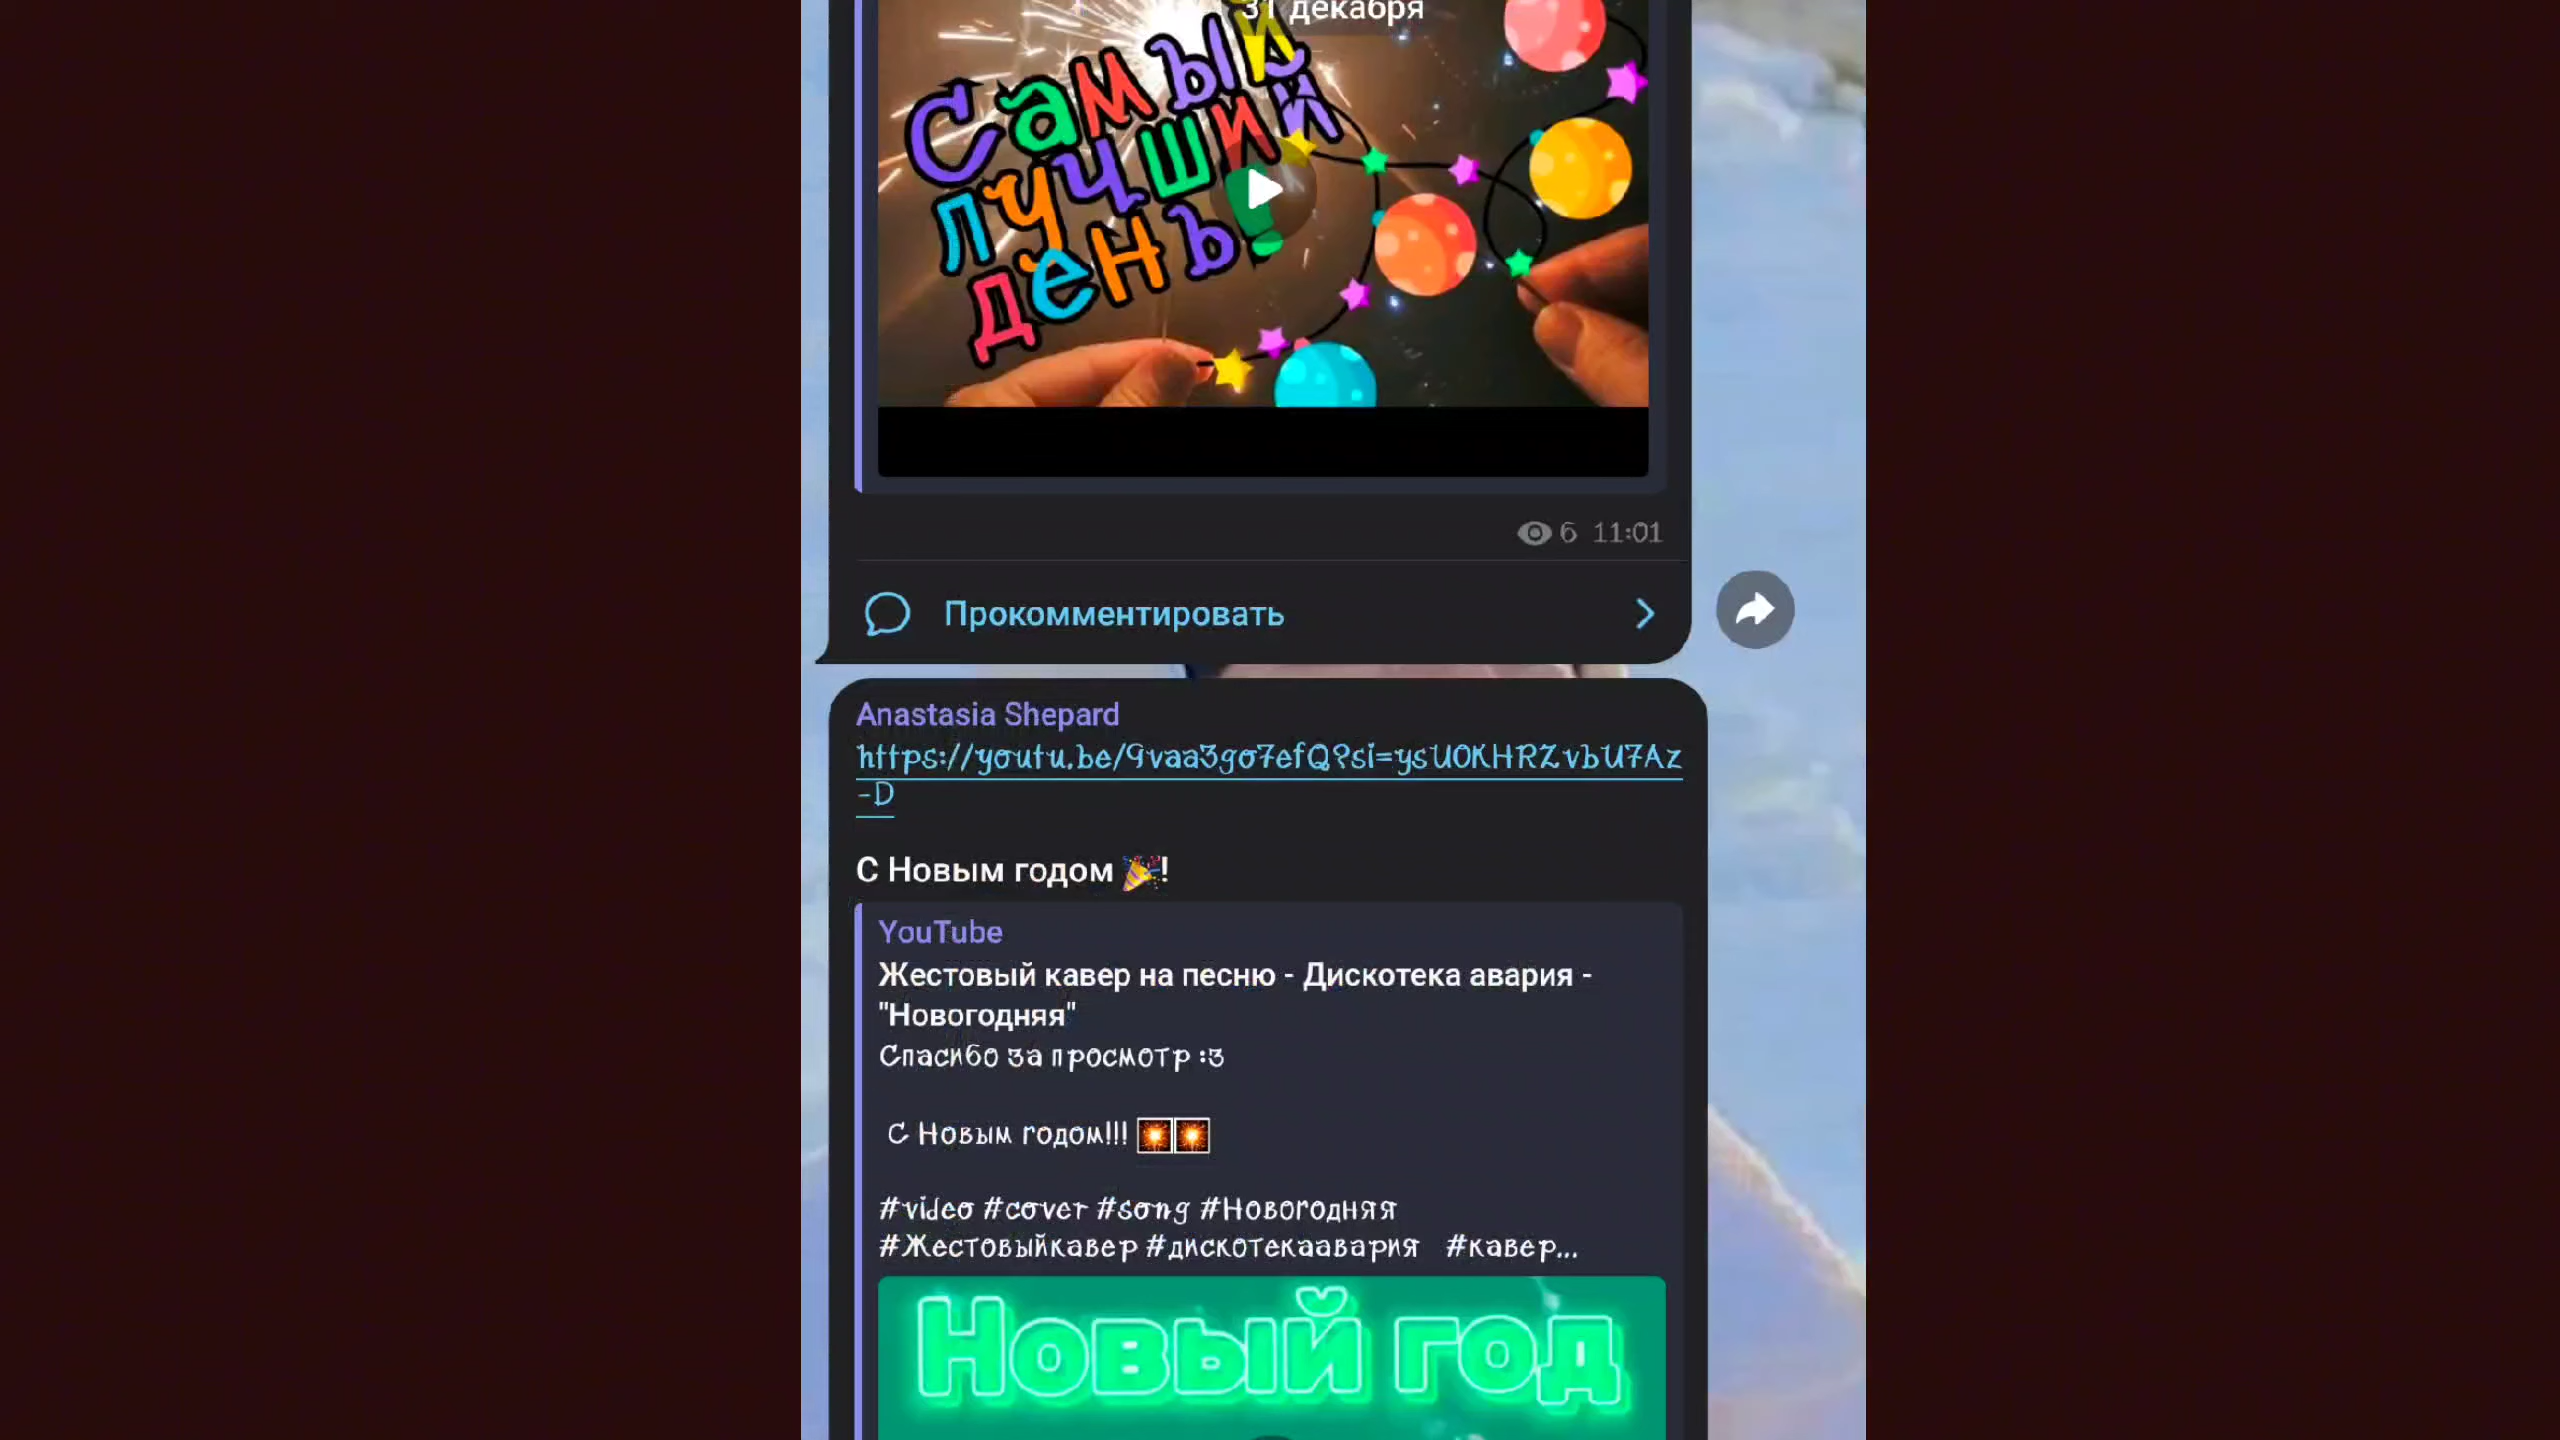 31 декабря
Самый
лучший
день!
6 11:01
Прокомментировать
Anastasia Shepard
https://youtu.be/9vaa3go7efQ?si=ysU0KHRZvbU7Az
-D
С Новым годом 🎉!
YouTube
Жестовый кавер на песню - Дискотека авария -
"Новогодняя"
Спасибо за просмотр :з
С Новым годом!!! 🎇🎇
#video #cover #song #Новогодняя
#Жестовыйкавер #дискотекаавария #кавер...
Новый год